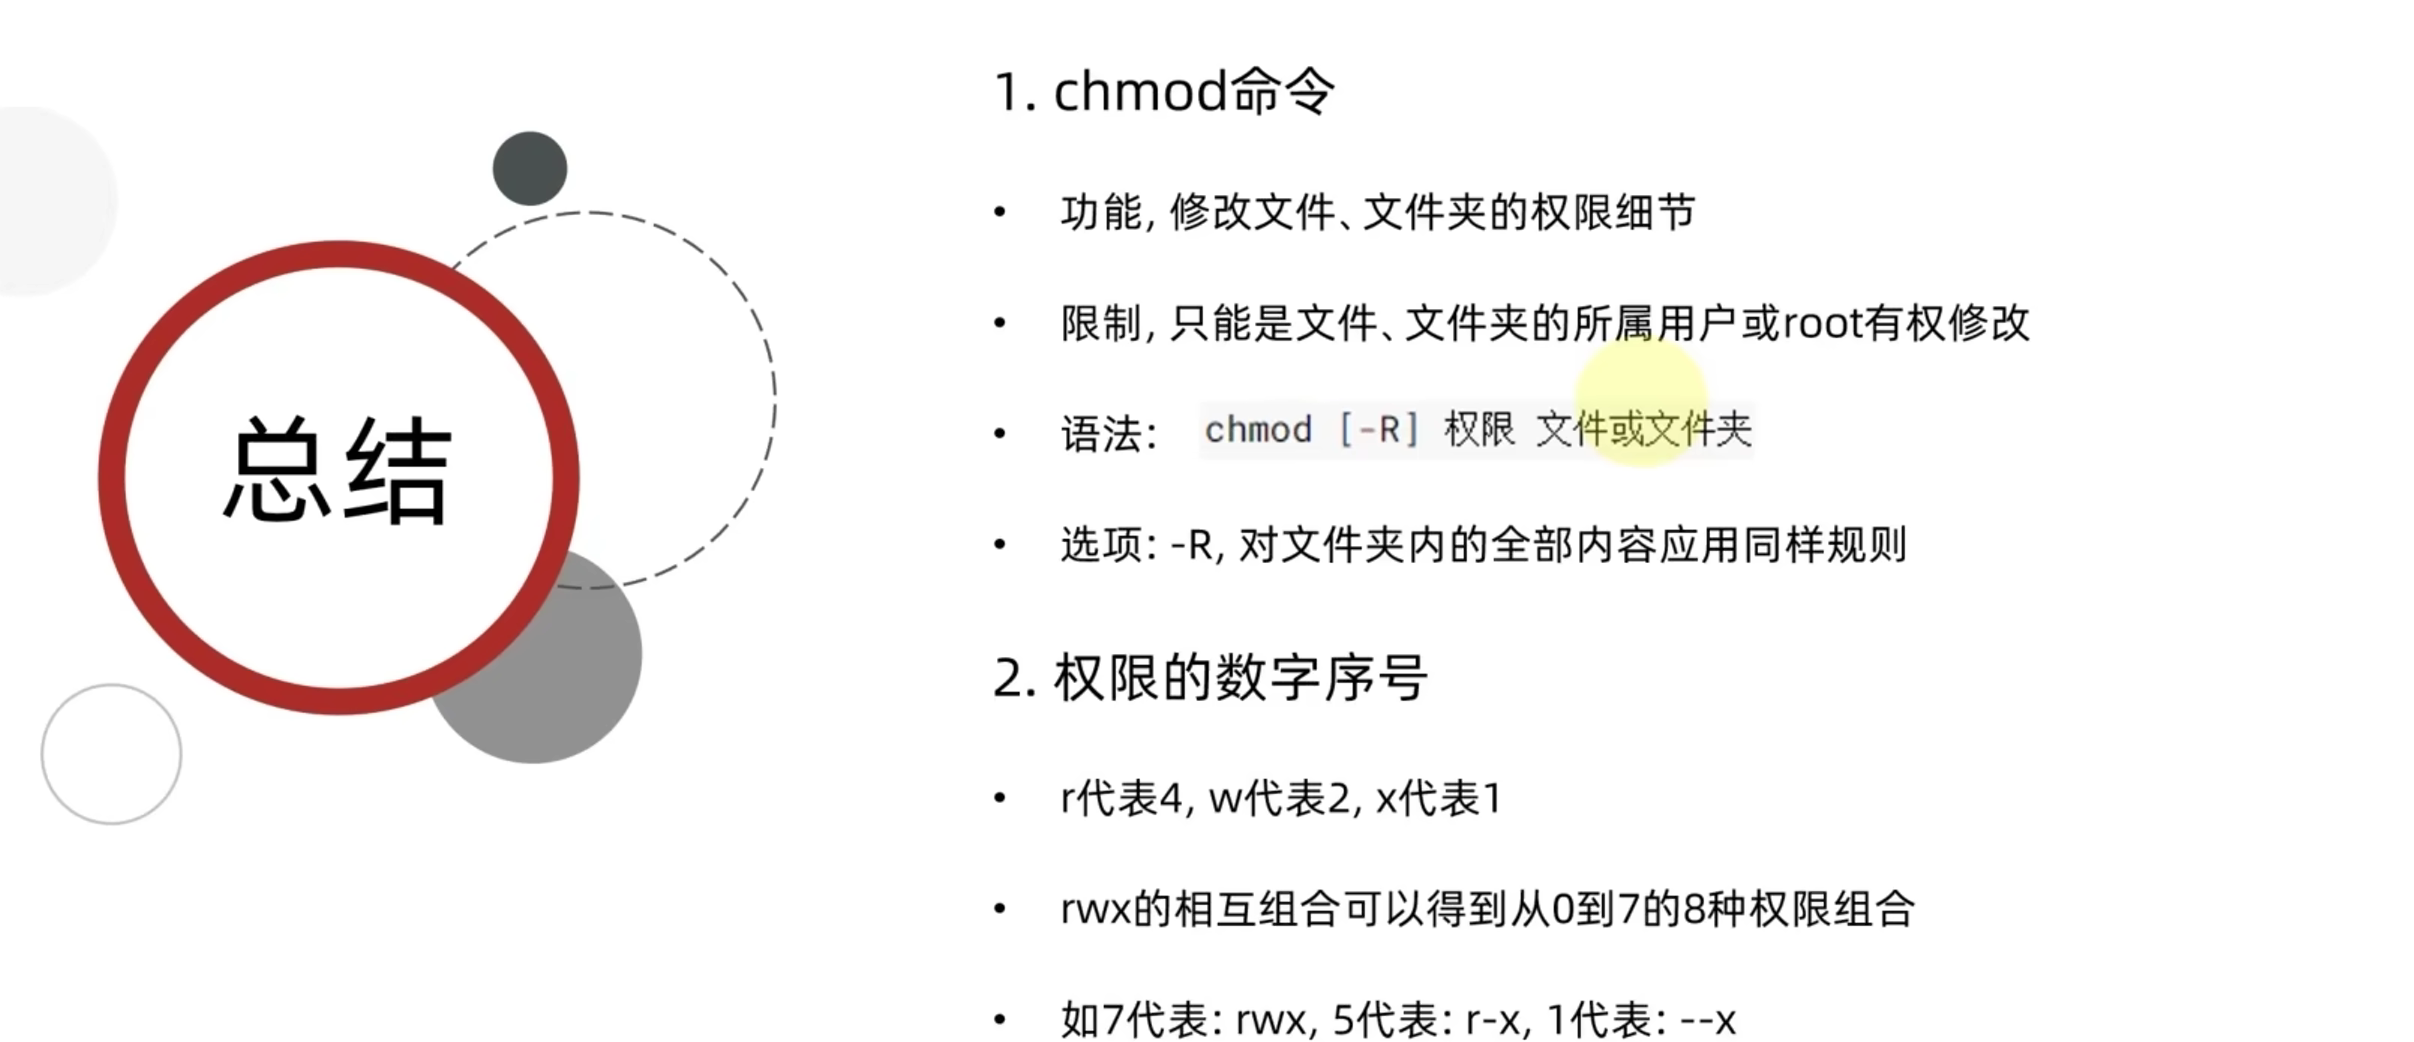 总结
1. chmod命令
• 功能, 修改文件、文件夹的权限细节
• 限制, 只能是文件、文件夹的所属用户或root有权修改
• 语法: chmod [-R] 权限 文件或文件夹
• 选项: -R, 对文件夹内的全部内容应用同样规则
2. 权限的数字序号
• r代表4, w代表2, x代表1
• rwx的相互组合可以得到从0到7的8种权限组合
• 如7代表: rwx, 5代表: r-x, 1代表: --x